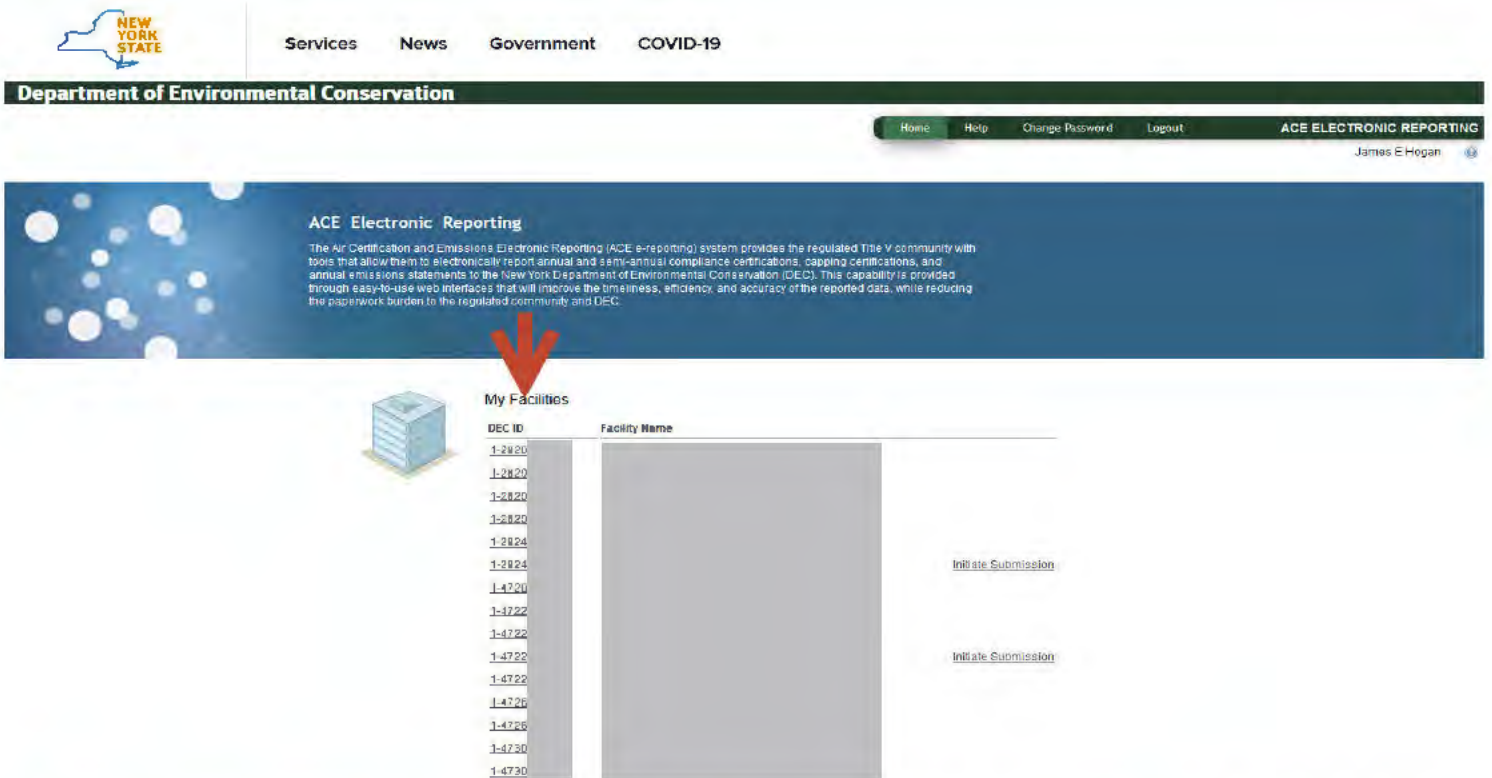 NEW
YORK
STATE
Services News Government COVID-19
Department of Environmental Conservation
Home Help Change Password Logout ACE ELECTRONIC REPORTING
James E Hogan
ACE Electronic Reporting
The Air Certification and Emissions Electronic Reporting (ACE e-reporting) system provides the regulated Title V community with
tools that allow them to electronically report annual and semi-annual compliance certifications, capping certifications, and
annual emissions statements to the New York Department of Environmental Conservation (DEC). This capability is provided
through easy-to-use web interfaces that will improve the timeliness, efficiency, and accuracy of the reported data, while reducing
the paperwork burden to the regulated community and DEC.
My Facilities
DEC ID Facility Name
1-2820
1-2820
1-2820
1-2820
1-2824
1-2824 Initiate Submission
1-4720
1-4722
1-4722
1-4722 Initiate Submission
1-4722
1-4726
1-4726
1-4730
1-4730